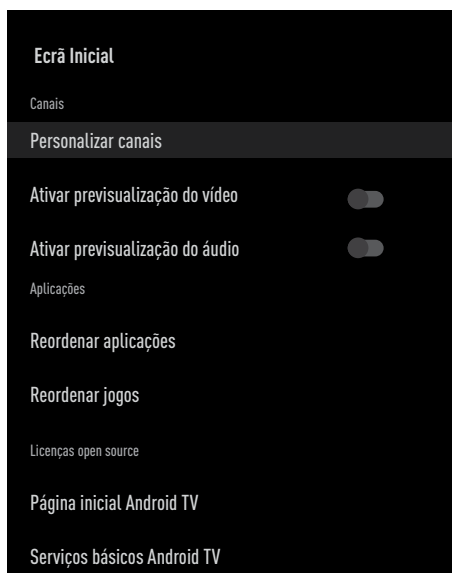 Ecrã Inicial
Canais
Personalizar canais
Ativar previsualização do vídeo
Ativar previsualização do áudio
Aplicações
Reordenar aplicações
Reordenar jogos
Licenças open source
Página inicial Android TV
Serviços básicos Android TV